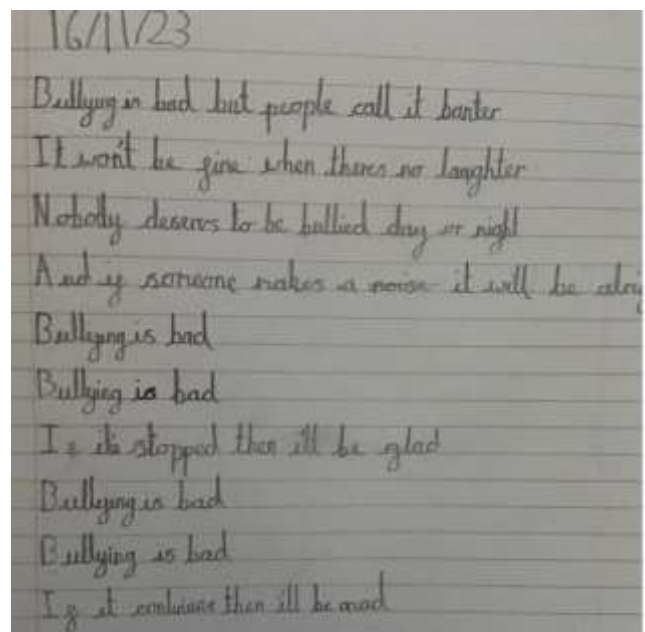 16/11/23
Bullying is bad but people call it banter
It won't be fine when theres no laughter
Nobody deserves to be bullied day or night
And if someone makes a noise it will be alrig
Bullying is bad
Bullying is bad
If its stopped then ill be glad
Bullying is bad
Bullying is bad
If it continues then ill be mad